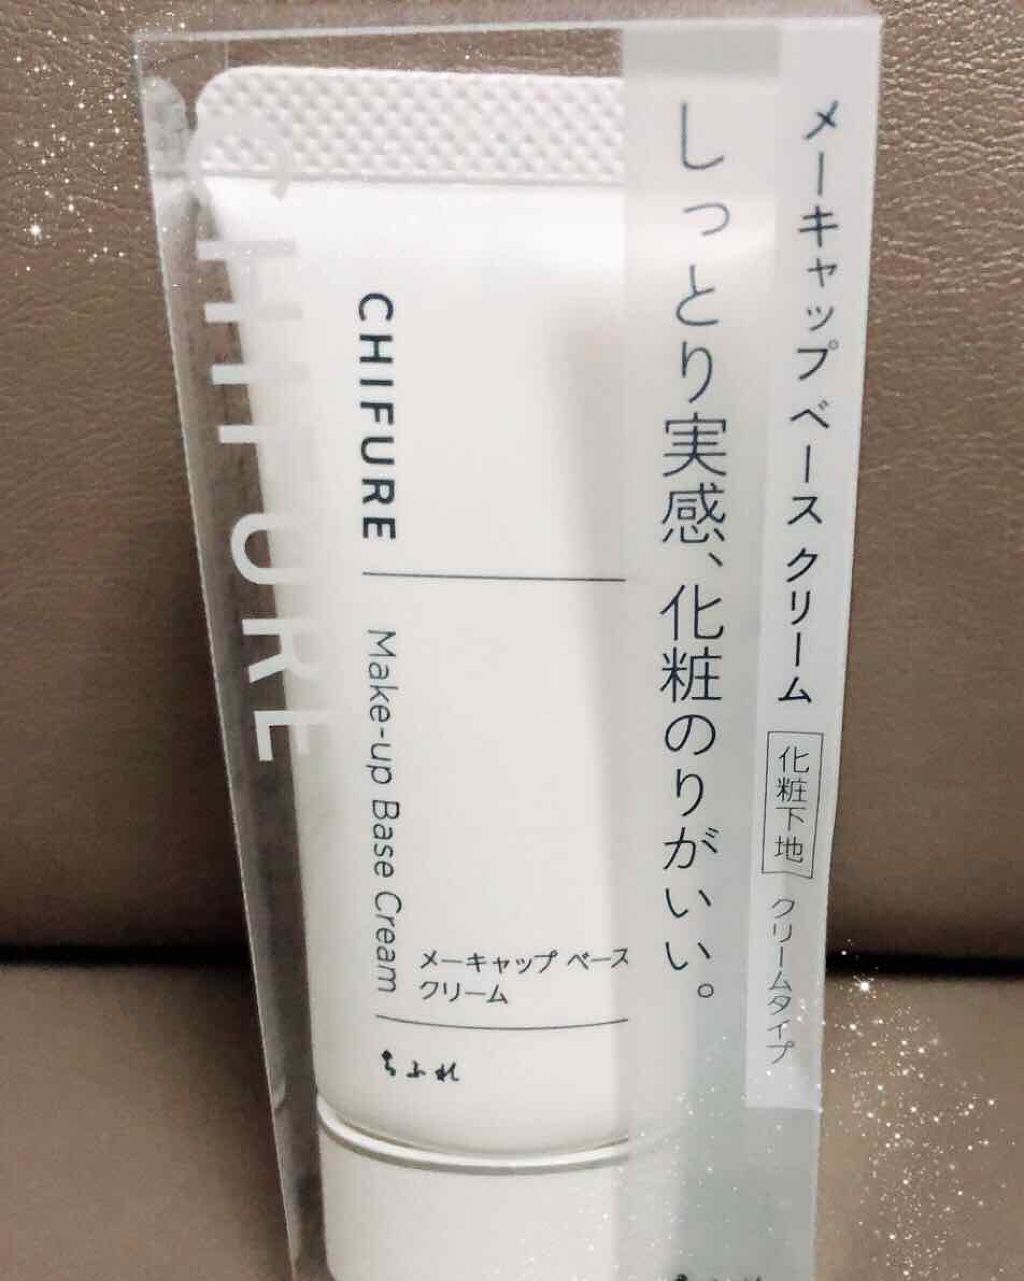 メーキャップ ベース クリーム
化粧下地
クリームタイプ
しっとり実感、化粧のりがいい。
CHIFURE
CHIFURE
Make-up Base Cream
メーキャップ ベース
クリーム
ちふれ